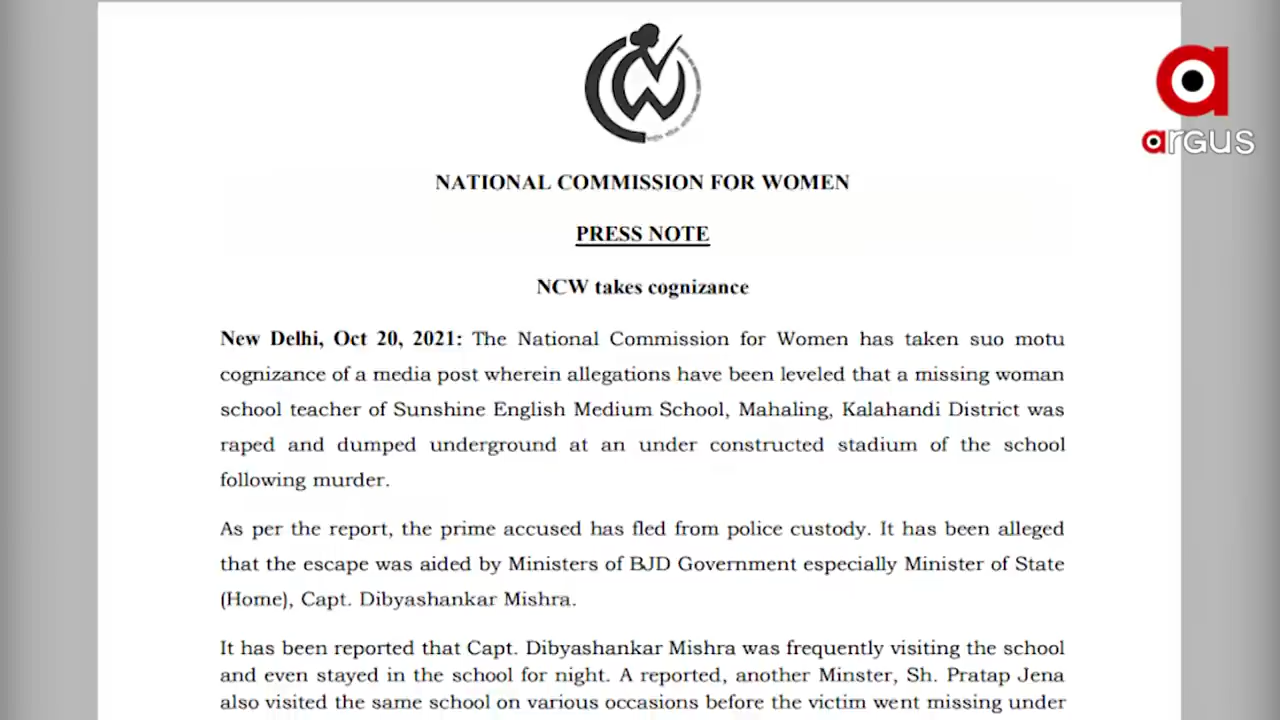 argus
NATIONAL COMMISSION FOR WOMEN
PRESS NOTE
NCW takes cognizance
New Delhi, Oct 20, 2021: The National Commission for Women has taken suo motu
cognizance of a media post wherein allegations have been leveled that a missing woman
school teacher of Sunshine English Medium School, Mahaling, Kalahandi District was
raped and dumped underground at an under constructed stadium of the school
following murder.
As per the report, the prime accused has fled from police custody. It has been alleged
that the escape was aided by Ministers of BJD Government especially Minister of State
(Home), Capt. Dibyashankar Mishra.
It has been reported that Capt. Dibyashankar Mishra was frequently visiting the school
and even stayed in the school for night. A reported, another Minster, Sh. Pratap Jena
also visited the same school on various occasions before the victim went missing under